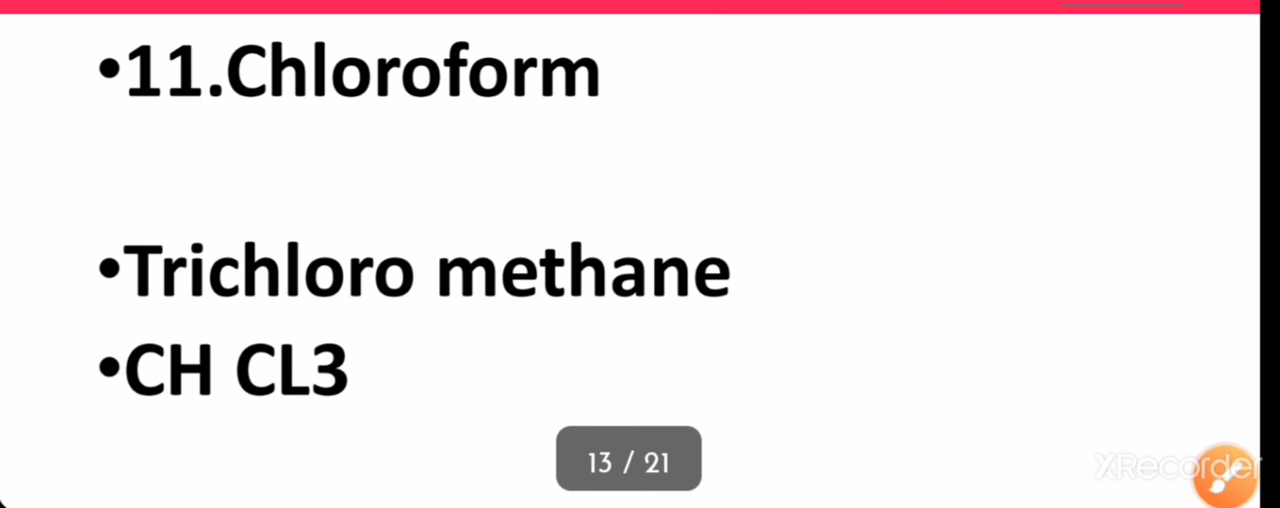 •11.Chloroform
•Trichloro methane
•CH CL3
13 / 21
XRecorder